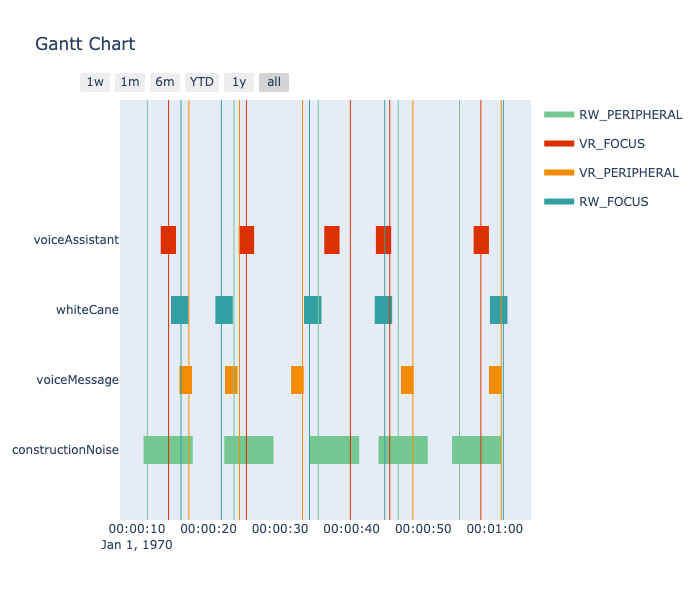 Gantt Chart
1w 1m 6m YTD 1y all
RW_PERIPHERAL
VR_FOCUS
VR_PERIPHERAL
RW_FOCUS
voiceAssistant
whiteCane
voiceMessage
constructionNoise
00:00:10 00:00:20 00:00:30 00:00:40 00:00:50 00:01:00
Jan 1, 1970